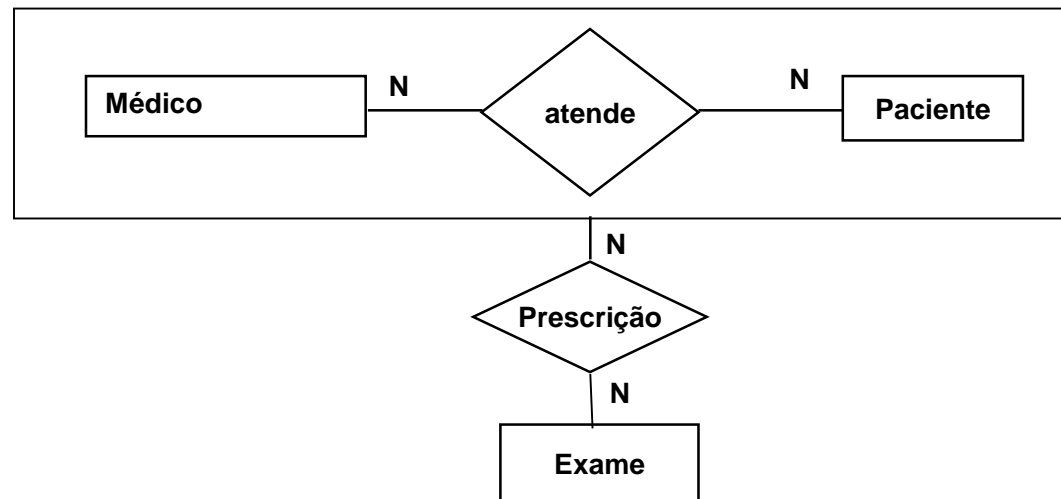 Médico
N
atende
N
Paciente
N
Prescrição
N
Exame